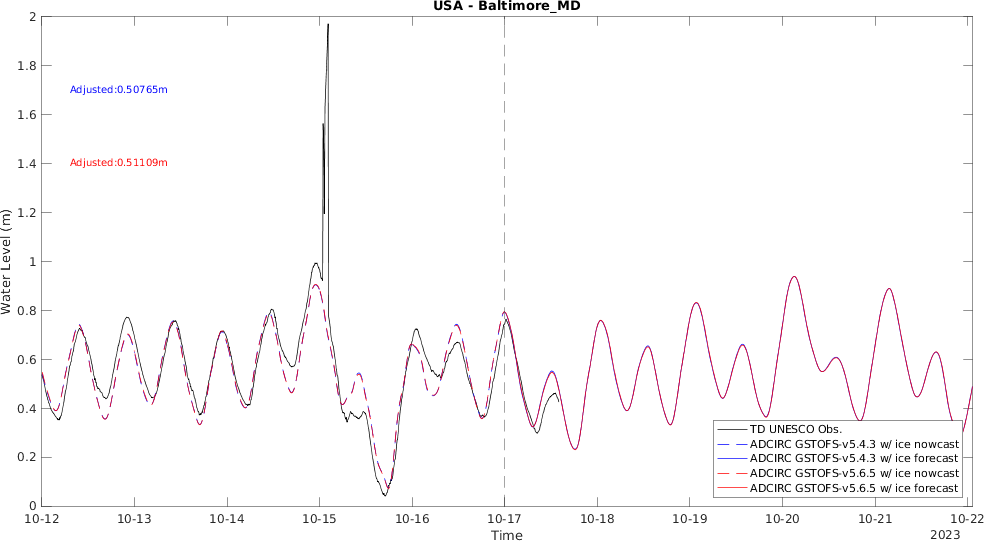 USA - Baltimore_MD
2
1.8
1.6
1.4
1.2
1
0.8
0.6
0.4
0.2
0
Water Level (m)
Adjusted:0.50765m
Adjusted:0.51109m
TD UNESCO Obs.
ADCIRC GSTOFS-v5.4.3 w/ ice nowcast
ADCIRC GSTOFS-v5.4.3 w/ ice forecast
ADCIRC GSTOFS-v5.6.5 w/ ice nowcast
ADCIRC GSTOFS-v5.6.5 w/ ice forecast
10-12 10-13 10-14 10-15 10-16 10-17 10-18 10-19 10-20 10-21 10-22
Time
2023